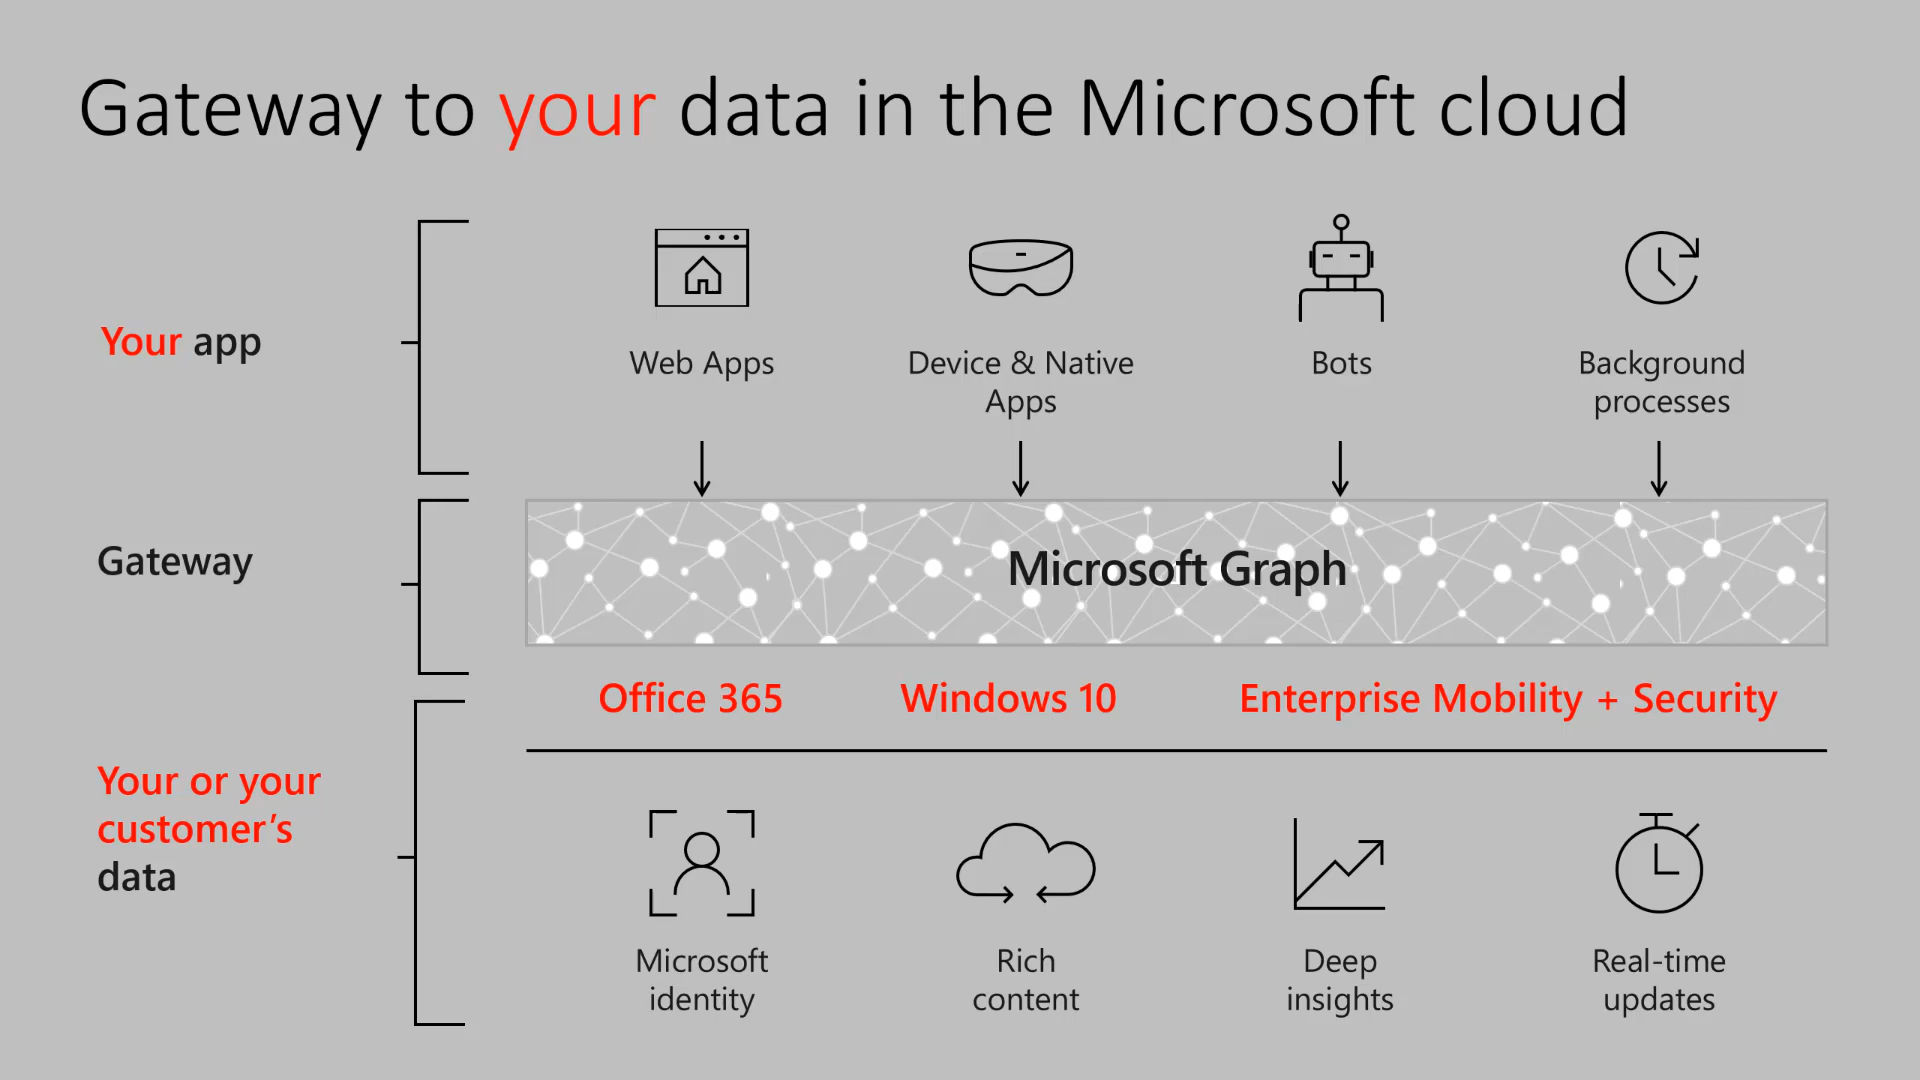 Gateway to your data in the Microsoft cloud
Your app
Web Apps
Device & Native
Apps
Bots
Background
processes
Gateway
Microsoft Graph
Office 365
Windows 10
Enterprise Mobility + Security
Your or your
customer’s
data
Microsoft
identity
Rich
content
Deep
insights
Real-time
updates